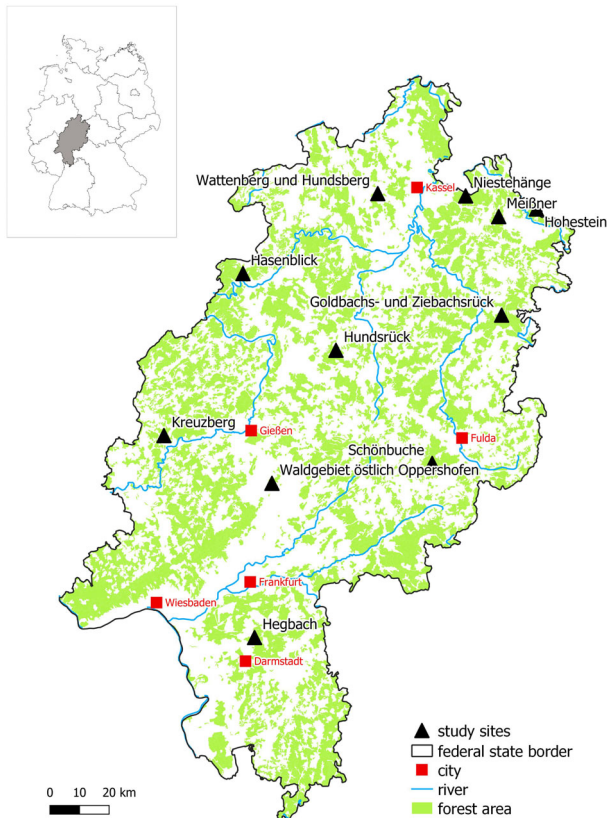 Kassel
Niestehänge
Wattenberg und Hundsberg
Meißner
Hohestein
Hasenblick
Goldbachs- und Ziebachsrück
Hundsrück
Kreuzberg
Gießen
Fulda
Schönbuche
Waldgebiet östlich Oppershofen
Frankfurt
Wiesbaden
Hegbach
Darmstadt
study sites
federal state border
city
river
forest area
0 10 20 km